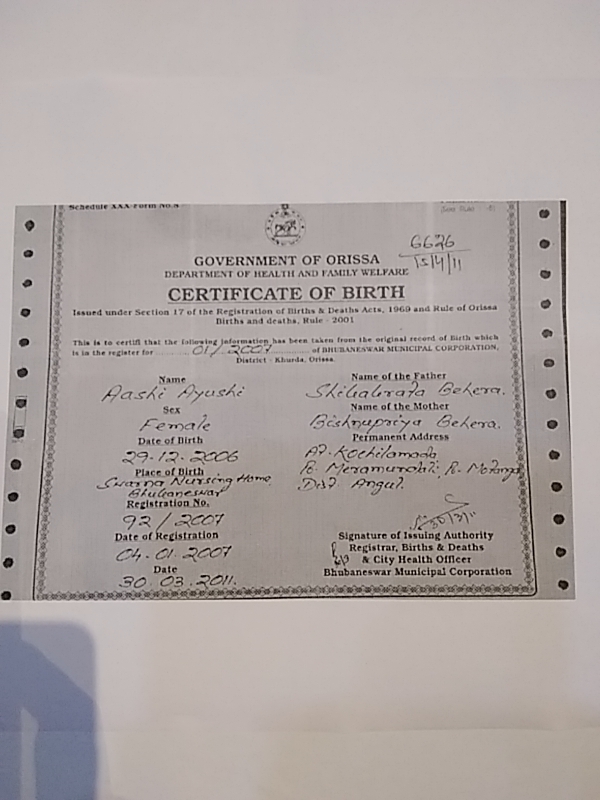 Schedule XXX Form No.
6626
15/4/11
GOVERNMENT OF ORISSA
DEPARTMENT OF HEALTH AND FAMILY WELFARE
CERTIFICATE OF BIRTH
Issued under Section 17 of the Registration of Births & Deaths Acts, 1969 and Rule of Orissa
Births and deaths, Rule - 2001
This is to certify that the following information has been taken from the original record of Birth which
is in the register for 01/2007 of BHUBANESWAR MUNICIPAL CORPORATION,
District - Khurda, Orissa.
Name
Aashi Ayushi
Sex
Female
Date of Birth
29.12.2006
Place of Birth
Swarna Nursing Home
Bhubaneswar
Registration No.
92/2007
Date of Registration
04.01.2007
Date
30.03.2011.
Name of the Father
Shibabrata Behera.
Name of the Mother
Bishnupriya Behera.
Permanent Address
At. Kochilamada
Dist Angul.
Signature of Issuing Authority
Registrar, Births & Deaths
& City Health Officer
Bhubaneswar Municipal Corporation